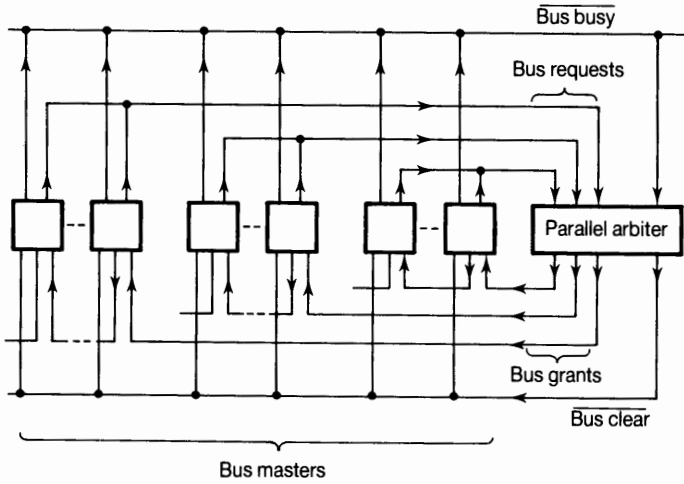 Bus busy
Bus requests
Parallel arbiter
Bus grants
Bus clear
Bus masters